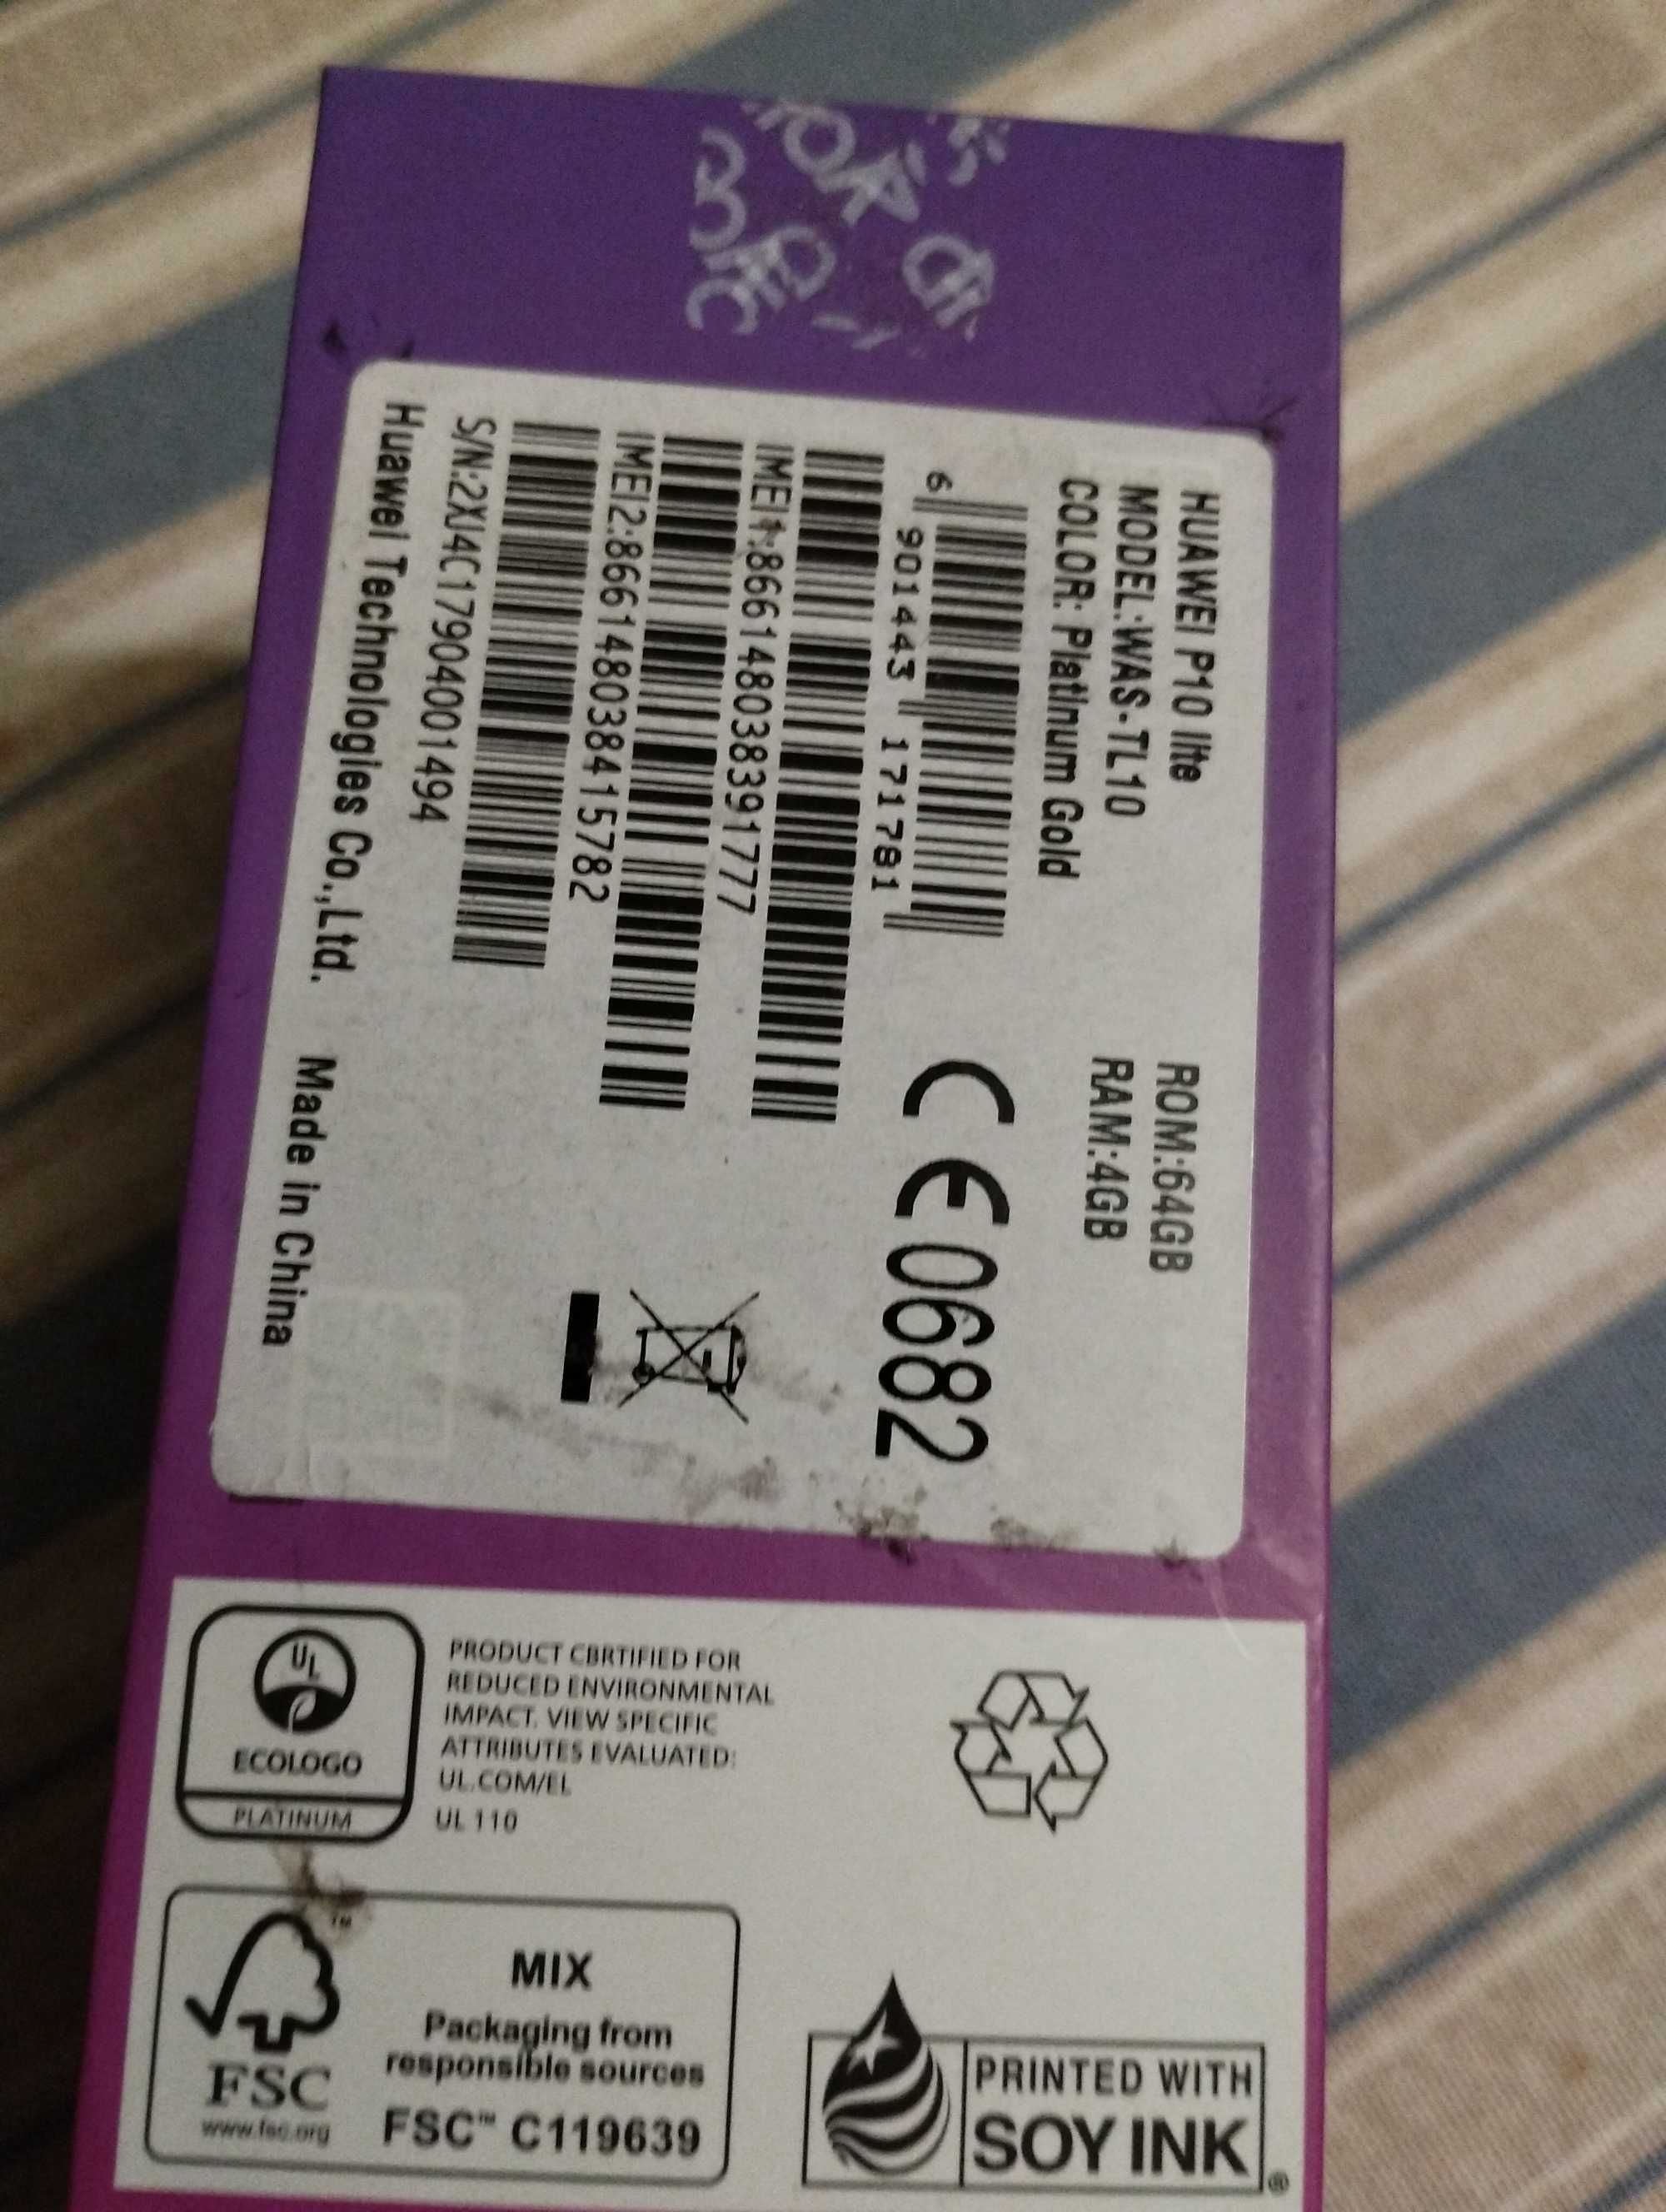 HUAWEI P10 lite
MODEL:WAS-TL10
COLOR: Platinum Gold
ROM:64GB
RAM:4GB
6 901443 171781
CE0682
IMEI1:866148038391777
IMEI2:866148038415782
S/N:2XJ4C17904001494
Huawei Technologies Co.,Ltd. Made in China
UL
ECOLOGO
PLATINUM
PRODUCT CBRTIFIED FOR
REDUCED ENVIRONMENTAL
IMPACT. VIEW SPECIFIC
ATTRIBUTES EVALUATED:
UL.COM/EL
UL 110
TM
FSC
www.fsc.org
MIX
Packaging from
responsible sources
FSC™ C119639
PRINTED WITH
SOY INK®